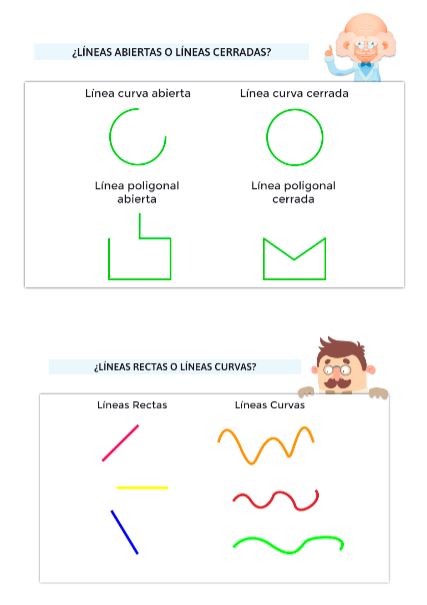 ¿LÍNEAS ABIERTAS O LÍNEAS CERRADAS?
Línea curva abierta
Línea curva cerrada
Línea poligonal
abierta
Línea poligonal
cerrada
¿LÍNEAS RECTAS O LÍNEAS CURVAS?
Líneas Rectas
Líneas Curvas